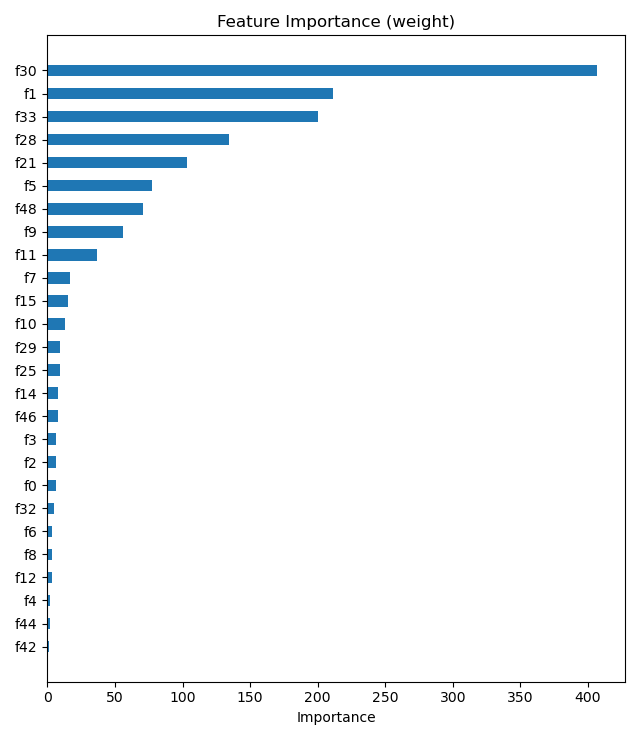 Feature Importance (weight)
f30
f1
f33
f28
f21
f5
f48
f9
f11
f7
f15
f10
f29
f25
f14
f46
f3
f2
f0
f32
f6
f8
f12
f4
f44
f42
0 50 100 150 200 250 300 350 400
Importance